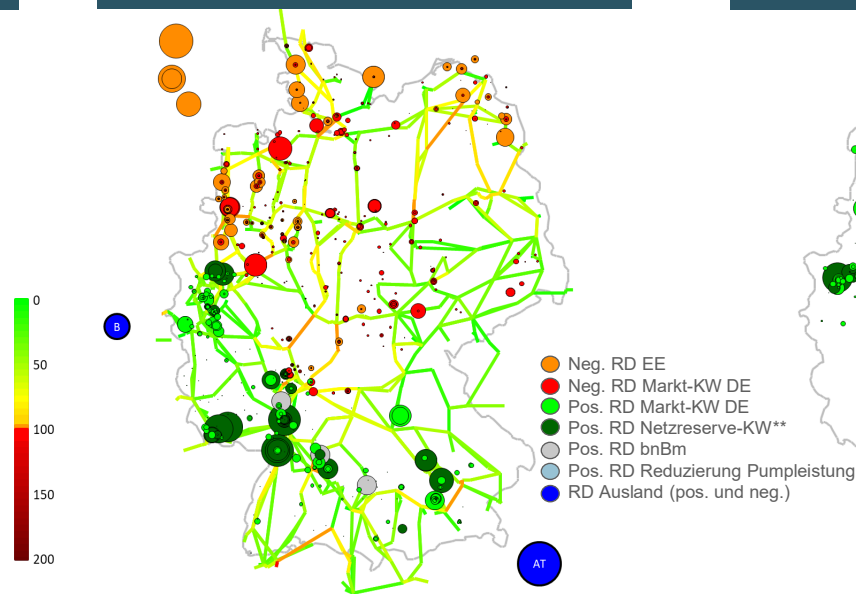 0
50
100
150
200
B
Neg. RD EE
Neg. RD Markt-KW DE
Pos. RD Markt-KW DE
Pos. RD Netzreserve-KW**
Pos. RD bnBm
Pos. RD Reduzierung Pumpleistung
RD Ausland (pos. und neg.)
AT